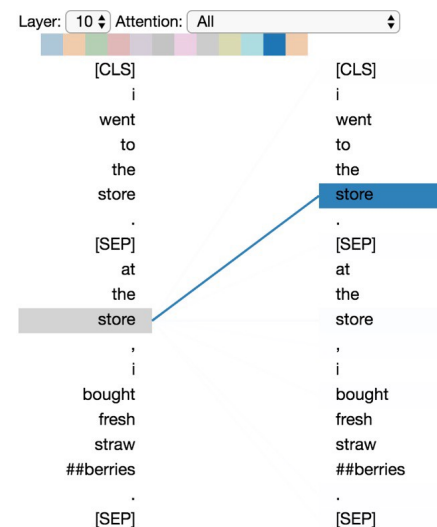 Layer: 10 Attention: All
[CLS] [CLS]
i i
went went
to to
the the
store store
. .
[SEP] [SEP]
at at
the the
store store
, ,
i i
bought bought
fresh fresh
straw straw
##berries ##berries
. .
[SEP] [SEP]